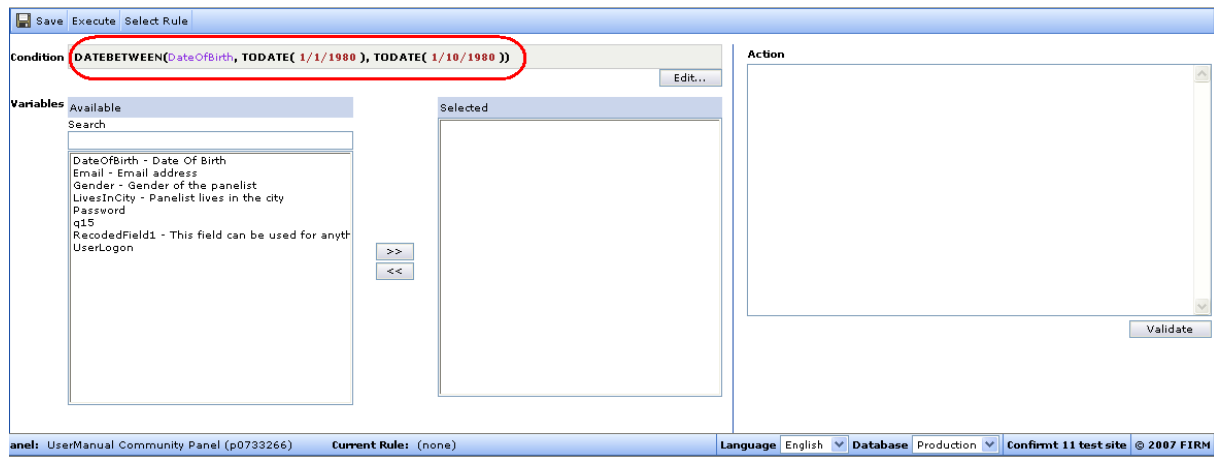 Save Execute Select Rule
Condition DATEBETWEEN(DateOfBirth, TODATE( 1/1/1980 ), TODATE( 1/10/1980 ))
Edit...
Action
Variables Available
Selected
Search
DateOfBirth - Date Of Birth
Email - Email address
Gender - Gender of the panelist
LivesInCity - Panelist lives in the city
Password
q15
RecodedField1 - This field can be used for anyth
UserLogon
>>
<<
Validate
anel: UserManual Community Panel (p0733266) Current Rule: (none) Language English Database Production Confirmt 11 test site © 2007 FIRM